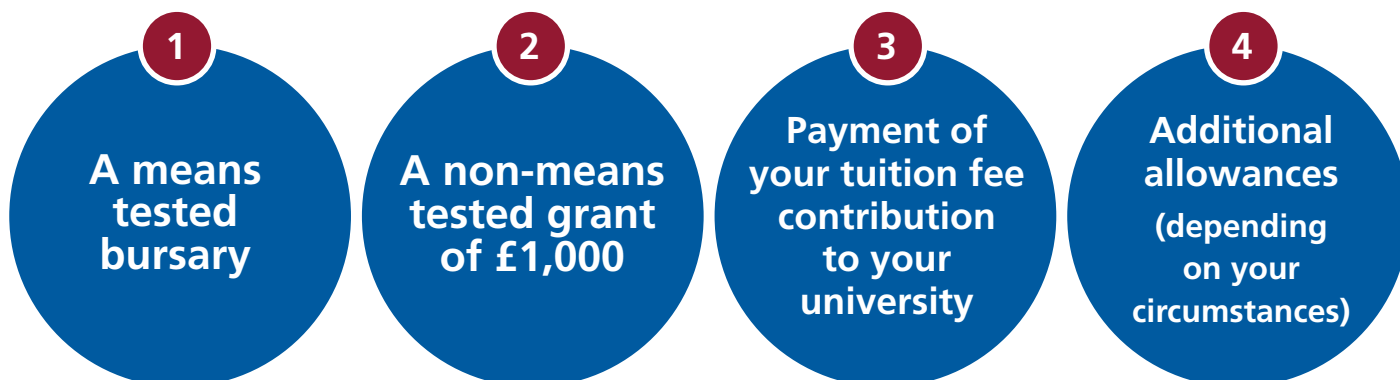 1
A means
tested
bursary
2
A non-means
tested grant
of £1,000
3
Payment of
your tuition fee
contribution
to your
university
4
Additional
allowances
(depending
on your
circumstances)